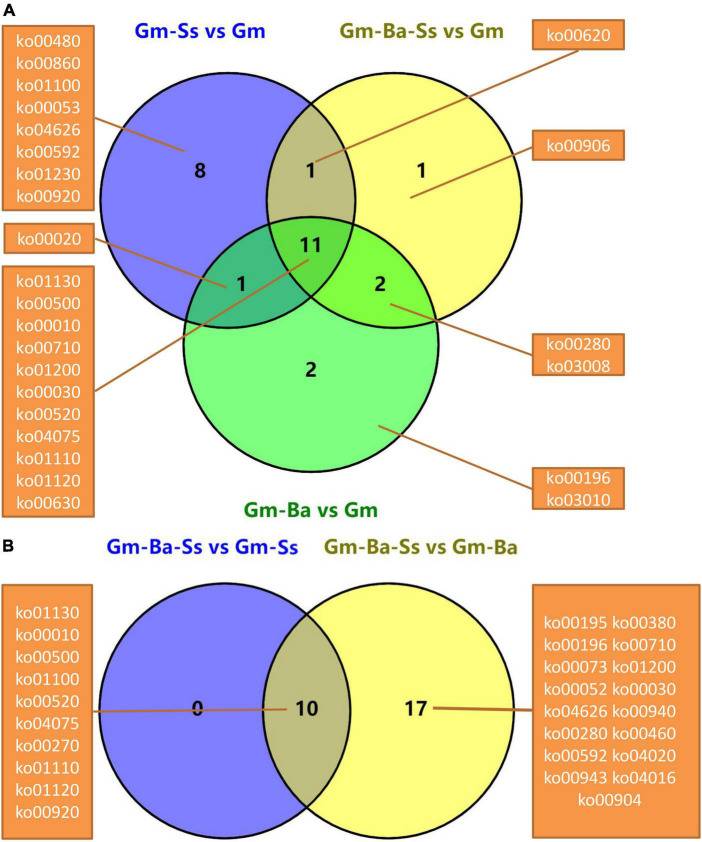 A
Gm-Ss vs Gm
Gm-Ba-Ss vs Gm
ko00480
ko00860
ko01100
ko00053
ko04626
ko00592
ko01230
ko00920
ko00620
ko00906
8
1
1
ko00020
11
1
2
ko01130
ko00500
ko00010
ko00710
ko01200
ko00030
ko00520
ko04075
ko01110
ko01120
ko00630
ko00280
ko03008
2
ko00196
ko03010
Gm-Ba vs Gm
B
Gm-Ba-Ss vs Gm-Ss
Gm-Ba-Ss vs Gm-Ba
ko01130
ko00010
ko00500
ko01100
ko00520
ko04075
ko00270
ko01110
ko01120
ko00920
0
10
17
ko00195 ko00380
ko00196 ko00710
ko00073 ko01200
ko00052 ko00030
ko04626 ko00940
ko00280 ko00460
ko00592 ko04020
ko00943 ko04016
ko00904